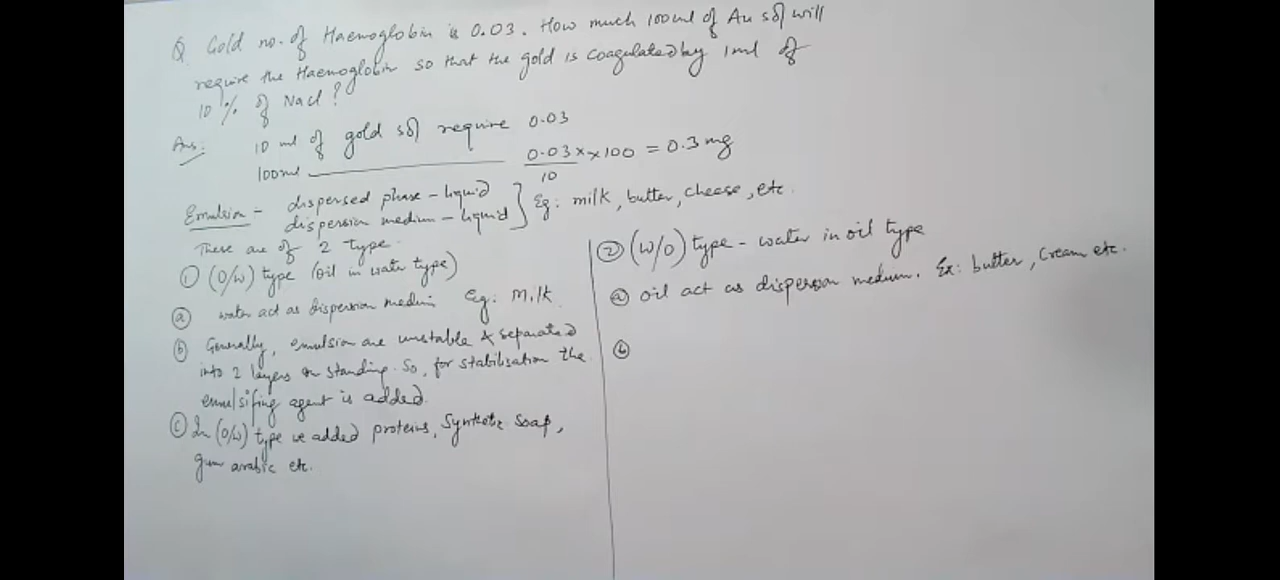 Q Gold no. of Haemoglobin is 0.03. How much 100ml of Au sol will
require the Haemoglobin so that the gold is coagulated by 1ml of
10% of Nacl?
Ans: 10 ml of gold sol require 0.03
100ml ———— 0.03 x x 100 = 0.3 mg
10
Emulsion - dispersed phase - liquid
dispersion medium - liquid } Eg: milk, butter, cheese, etc.
These are of 2 type.
① (O/W) type (oil in water type)
ⓐ water act as dispersion medium Eg: Milk
ⓑ Generally, emulsion are unstable & separated
into 2 layers on standing. So, for stabilisation the
emulsifing agent is added.
ⓒ In (O/W) type we added proteins, Synthetic Soap,
gum arabic etc.
② (W/O) type - water in oil type
ⓐ oil act as dispersion medium. Ex: butter, cream etc.
ⓑ